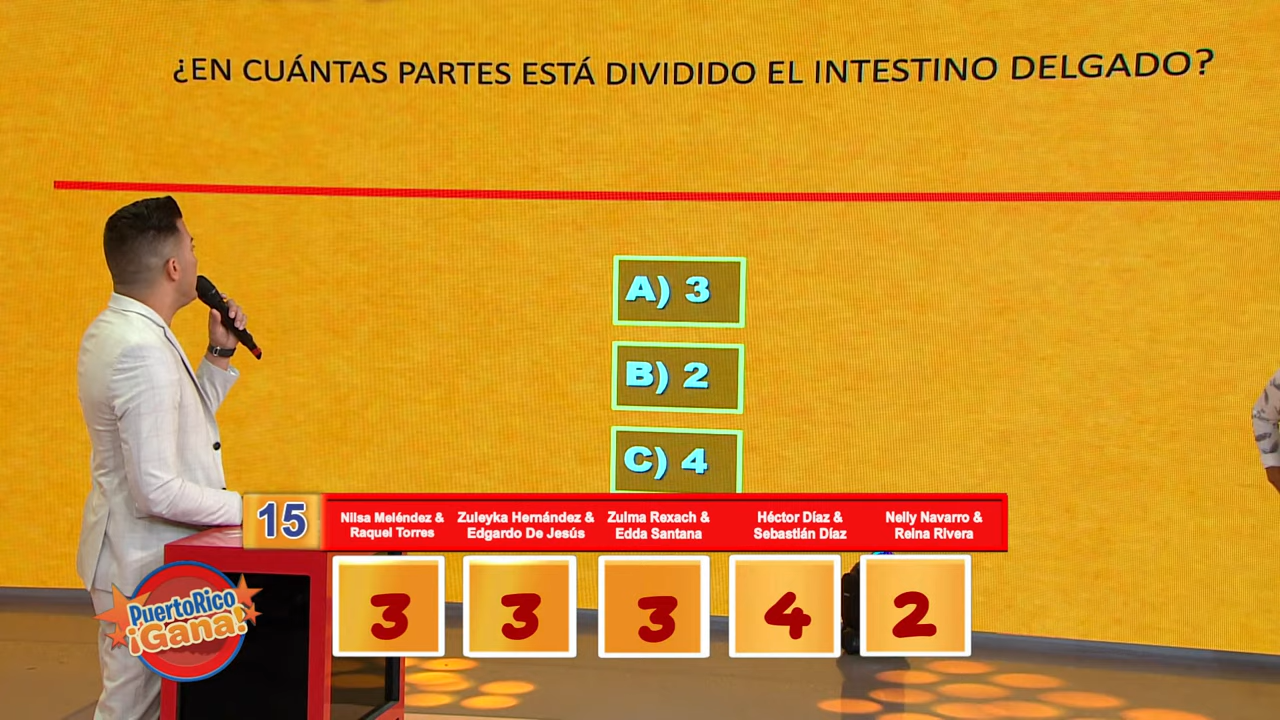 ¿EN CUÁNTAS PARTES ESTÁ DIVIDIDO EL INTESTINO DELGADO?
A) 3
B) 2
C) 4
15
Nilsa Meléndez &
Raquel Torres
Zuleyka Hernández &
Edgardo De Jesús
Zulma Rexach &
Edda Santana
Héctor Díaz &
Sebastián Díaz
Nelly Navarro &
Reina Rivera
3 3 3 4 2
PuertoRico
¡Gana!